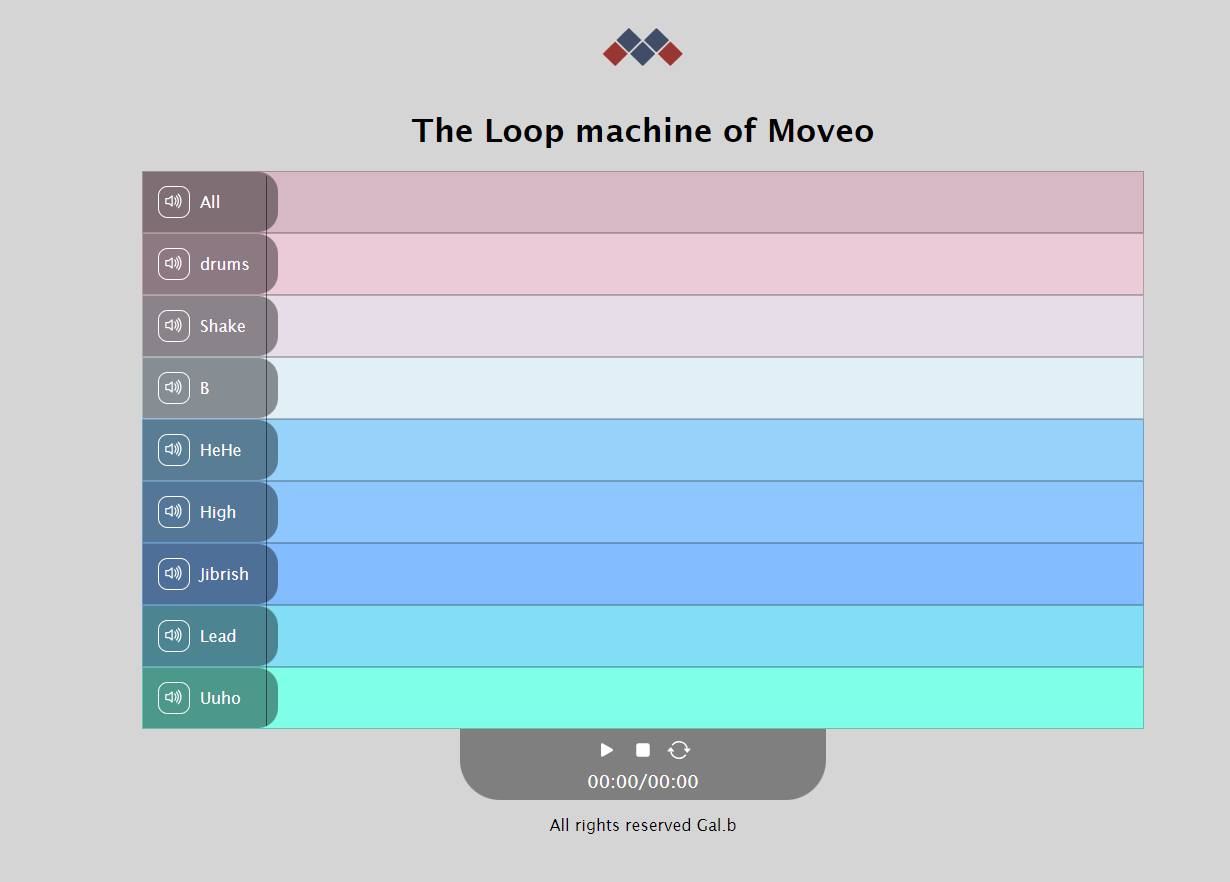 The Loop machine of Moveo
All
drums
Shake
B
HeHe
High
Jibrish
Lead
Uuho
00:00/00:00
All rights reserved Gal.b